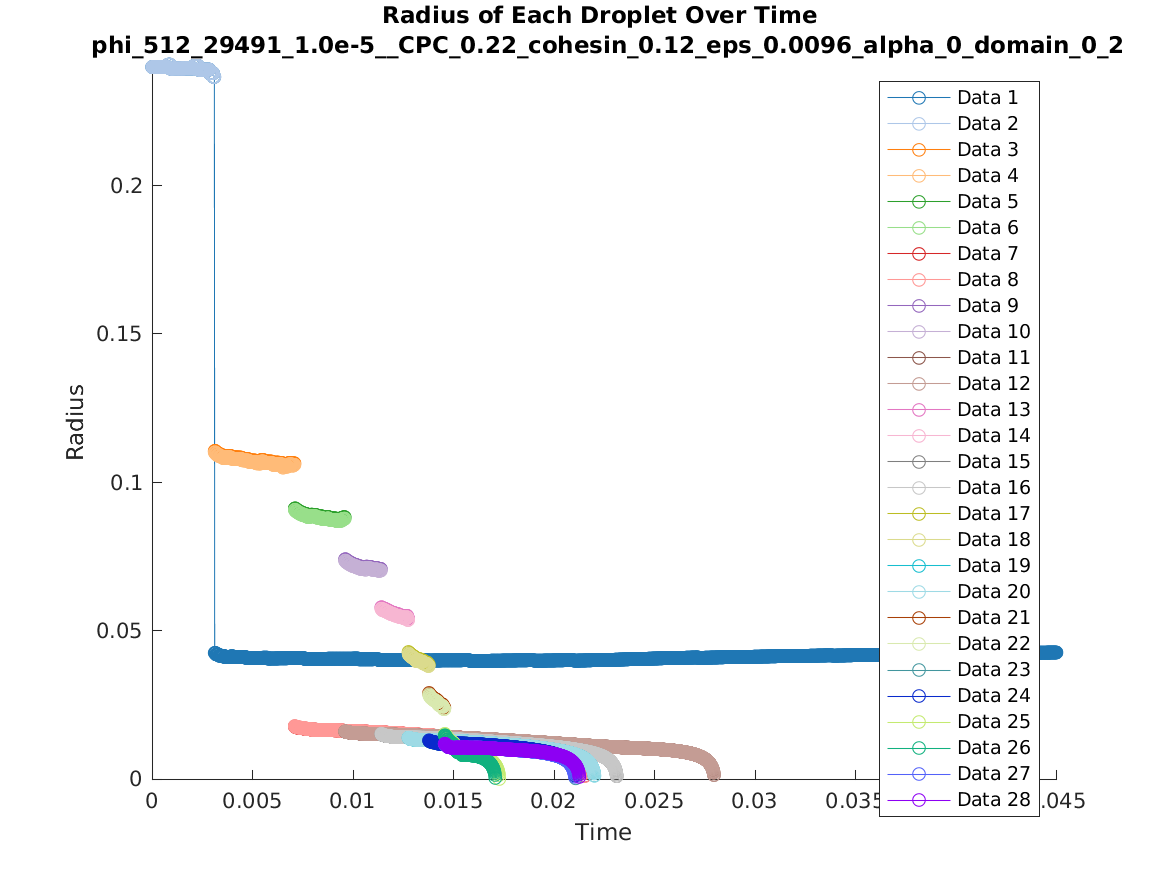 Radius of Each Droplet Over Time
phi_512_29491_1.0e-5__CPC_0.22_cohesin_0.12_eps_0.0096_alpha_0_domain_0_2
Radius
0.2
0.15
0.1
0.05
0
0
0.005
0.01
0.015
0.02
0.025
0.03
0.035
.045
Time
Data 1
Data 2
Data 3
Data 4
Data 5
Data 6
Data 7
Data 8
Data 9
Data 10
Data 11
Data 12
Data 13
Data 14
Data 15
Data 16
Data 17
Data 18
Data 19
Data 20
Data 21
Data 22
Data 23
Data 24
Data 25
Data 26
Data 27
Data 28